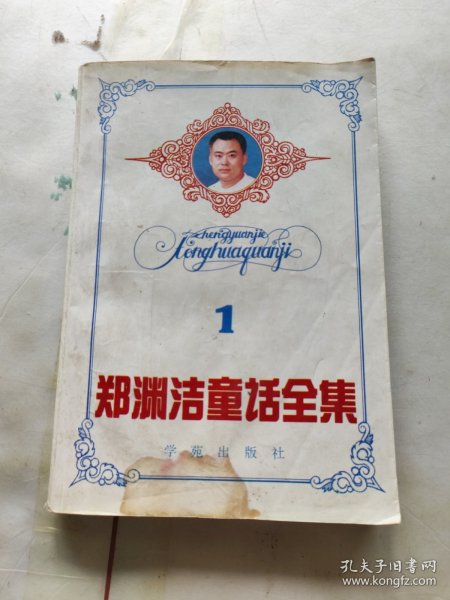 zhengyuanjie
tonghuaquanji
1
郑渊洁童话全集
学苑出版社
孔夫子旧书网
www.kongfz.com